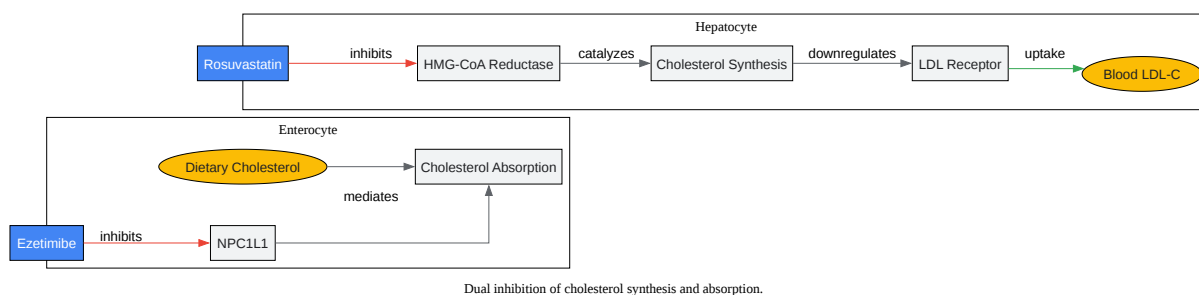 Hepatocyte
Rosuvastatin
inhibits
HMG-CoA Reductase
catalyzes
Cholesterol Synthesis
downregulates
LDL Receptor
uptake
Blood LDL-C
Enterocyte
Dietary Cholesterol
Cholesterol Absorption
mediates
Ezetimibe
inhibits
NPC1L1
Dual inhibition of cholesterol synthesis and absorption.